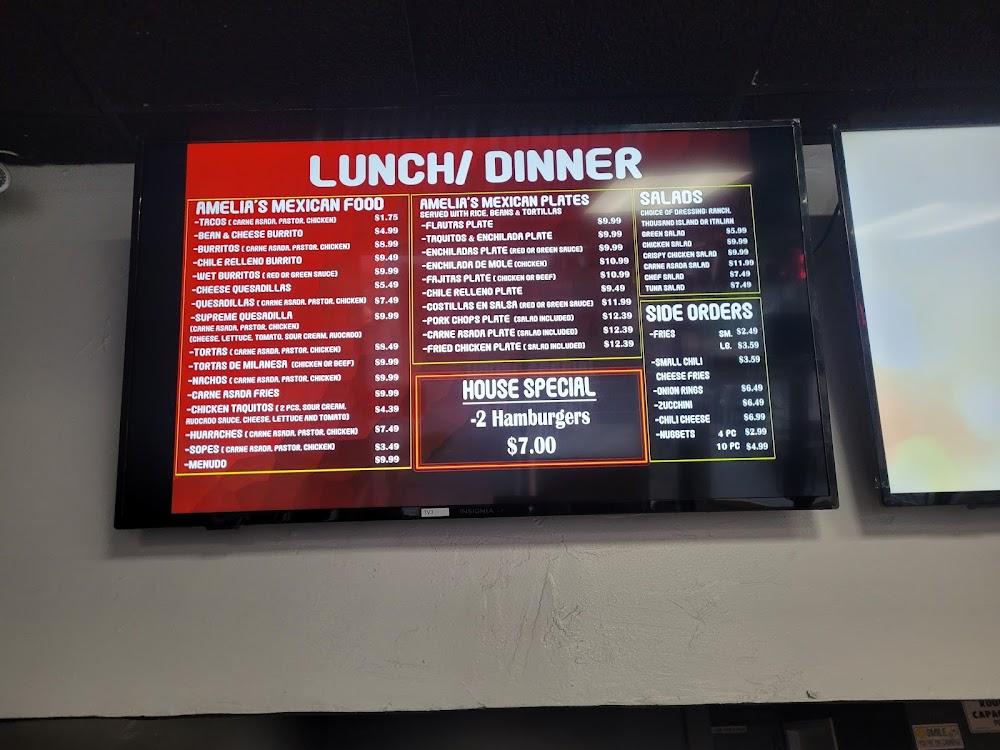 LUNCH/ DINNER
AMELIA'S MEXICAN FOOD
-TACOS ( CARNE ASADA, PASTOR, CHICKEN) $1.75
-BEAN & CHEESE BURRITO $4.99
-BURRITOS ( CARNE ASADA, PASTOR, CHICKEN) $8.99
-CHILE RELLENO BURRITO $9.49
-WET BURRITOS ( RED OR GREEN SAUCE) $9.99
-CHEESE QUESADILLAS $5.49
-QUESADILLAS ( CARNE ASADA, PASTOR, CHICKEN) $7.49
-SUPREME QUESADILLA $9.99
(CARNE ASADA, PASTOR, CHICKEN)
(CHEESE, LETTUCE, TOMATO, SOUR CREAM, AVOCADO)
-TORTAS ( CARNE ASADA, PASTOR, CHICKEN) $8.49
-TORTAS DE MILANESA (CHICKEN OR BEEF) $9.99
-NACHOS ( CARNE ASADA, PASTOR, CHICKEN) $9.99
-CARNE ASADA FRIES $9.99
-CHICKEN TAQUITOS ( 2 PCS, SOUR CREAM, $4.39
AVOCADO SAUCE, CHEESE, LETTUCE AND TOMATO)
-HUARACHES ( CARNE ASADA, PASTOR, CHICKEN) $7.49
-SOPES ( CARNE ASADA, PASTOR, CHICKEN) $3.49
-MENUDO $9.99
AMELIA'S MEXICAN PLATES
SERVED WITH RICE, BEANS & TORTILLAS
-FLAUTAS PLATE $9.99
-TAQUITOS & ENCHILADA PLATE $9.99
-ENCHILADAS PLATE (RED OR GREEN SAUCE) $9.99
-ENCHILADA DE MOLE (CHICKEN) $10.99
-FAJITAS PLATE ( CHICKEN OR BEEF) $10.99
-CHILE RELLENO PLATE $9.49
-COSTILLAS EN SALSA (RED OR GREEN SAUCE) $11.99
-PORK CHOPS PLATE (SALAD INCLUDED) $12.39
-CARNE ASADA PLATE (SALAD INCLUDED) $12.39
-FRIED CHICKEN PLATE ( SALAD INCLUDED) $12.39
HOUSE SPECIAL
-2 Hamburgers
$7.00
SALADS
CHOICE OF DRESSING: RANCH,
THOUSAND ISLAND OR ITALIAN
GREEN SALAD $5.99
CHICKEN SALAD $9.99
CRISPY CHICKEN SALAD $9.99
CARNE ASADA SALAD $11.99
CHEF SALAD $7.49
TUNA SALAD $7.49
SIDE ORDERS
-FRIES SM. $2.49
LG. $3.59
-SMALL CHILI $3.59
CHEESE FRIES
-ONION RINGS $6.49
-ZUCCHINI $6.49
-CHILI CHEESE $6.99
-NUGGETS 4 PC $2.99
10 PC $4.99
TV3
INSIGNIA
SMILE